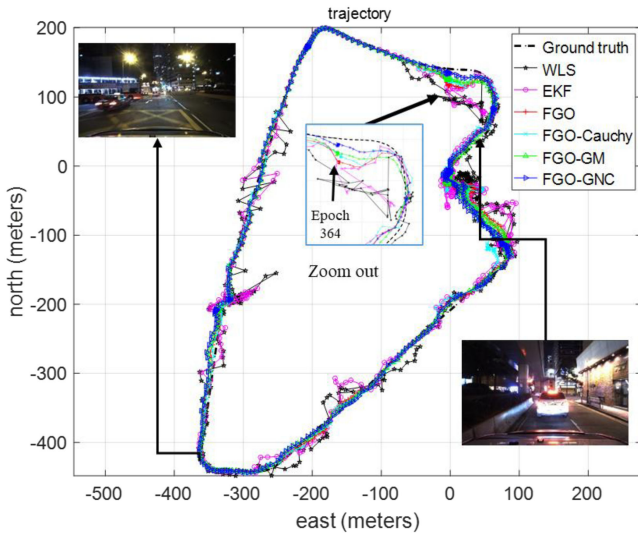 trajectory
200
100
0
-100
-200
-300
-400
north (meters)
-500
-400
-300
-200
-100
0
100
200
east (meters)
Ground truth
WLS
EKF
FGO
FGO-Cauchy
FGO-GM
FGO-GNC
Epoch
364
Zoom out